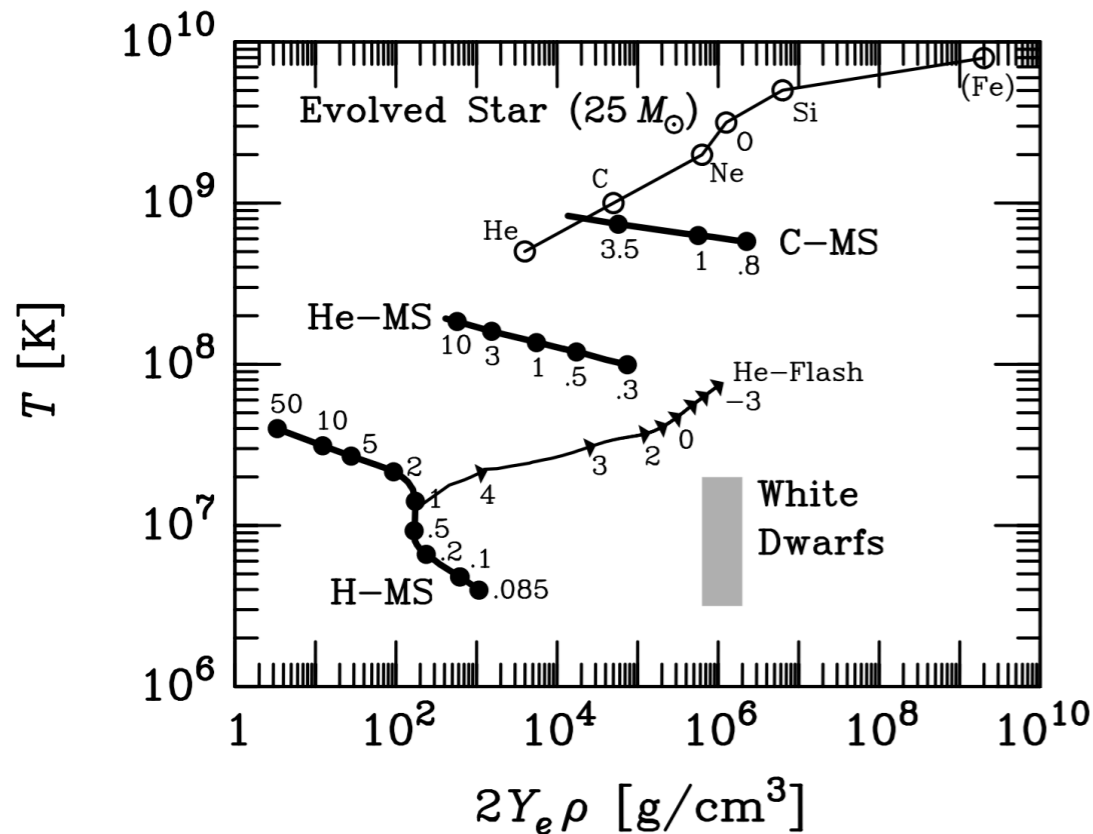 10^10
Evolved Star (25 M⊙)
(Fe)
Si
O
Ne
C
10^9
He
3.5
1
.8
C−MS
He−MS
10
3
1
.5
.3
10^8
He−Flash
−3
0
2
3
4
50
10
5
2
1
.5
.2
.1
.085
10^7
White
Dwarfs
H−MS
10^6
T [K]
1
10^2
10^4
10^6
10^8
10^10
2Y_e ρ [g/cm^3]